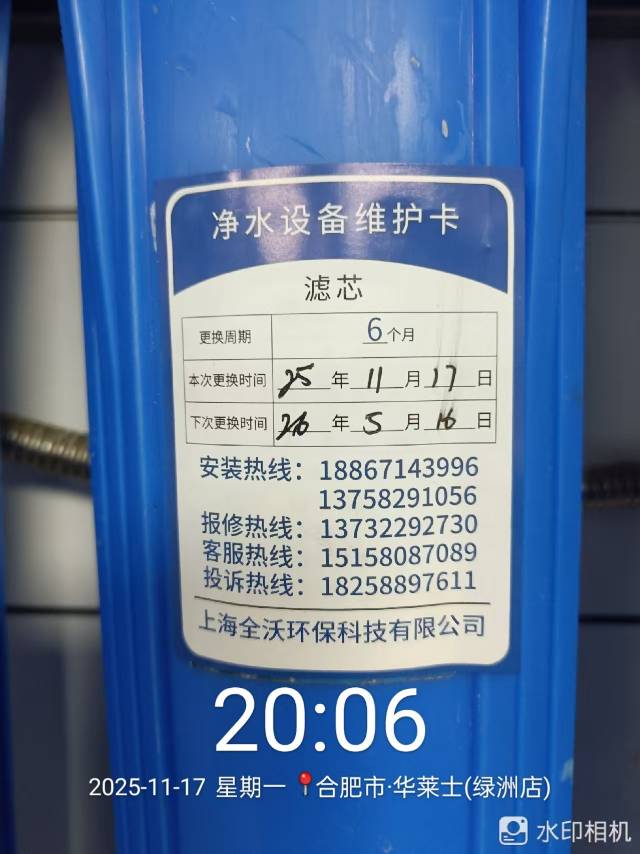 净水设备维护卡
滤芯
更换周期 6个月
本次更换时间 25年11月17日
下次更换时间 26年5月16日
安装热线：18867143996
13758291056
报修热线：13732292730
客服热线：15158087089
投诉热线：18258897611
上海全沃环保科技有限公司
20:06
2025-11-17 星期一 📍合肥市·华莱士(绿洲店)
水印相机